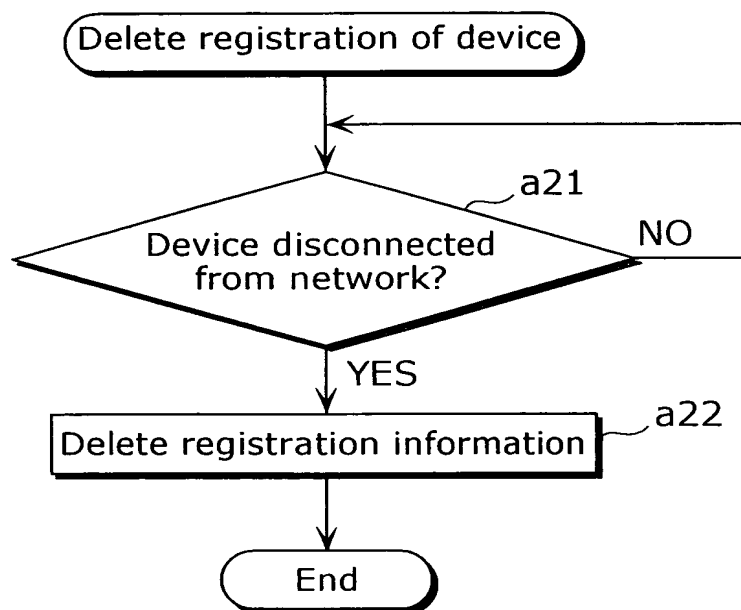 Delete registration of device
a21
Device disconnected
from network?
NO
YES
a22
Delete registration information
End